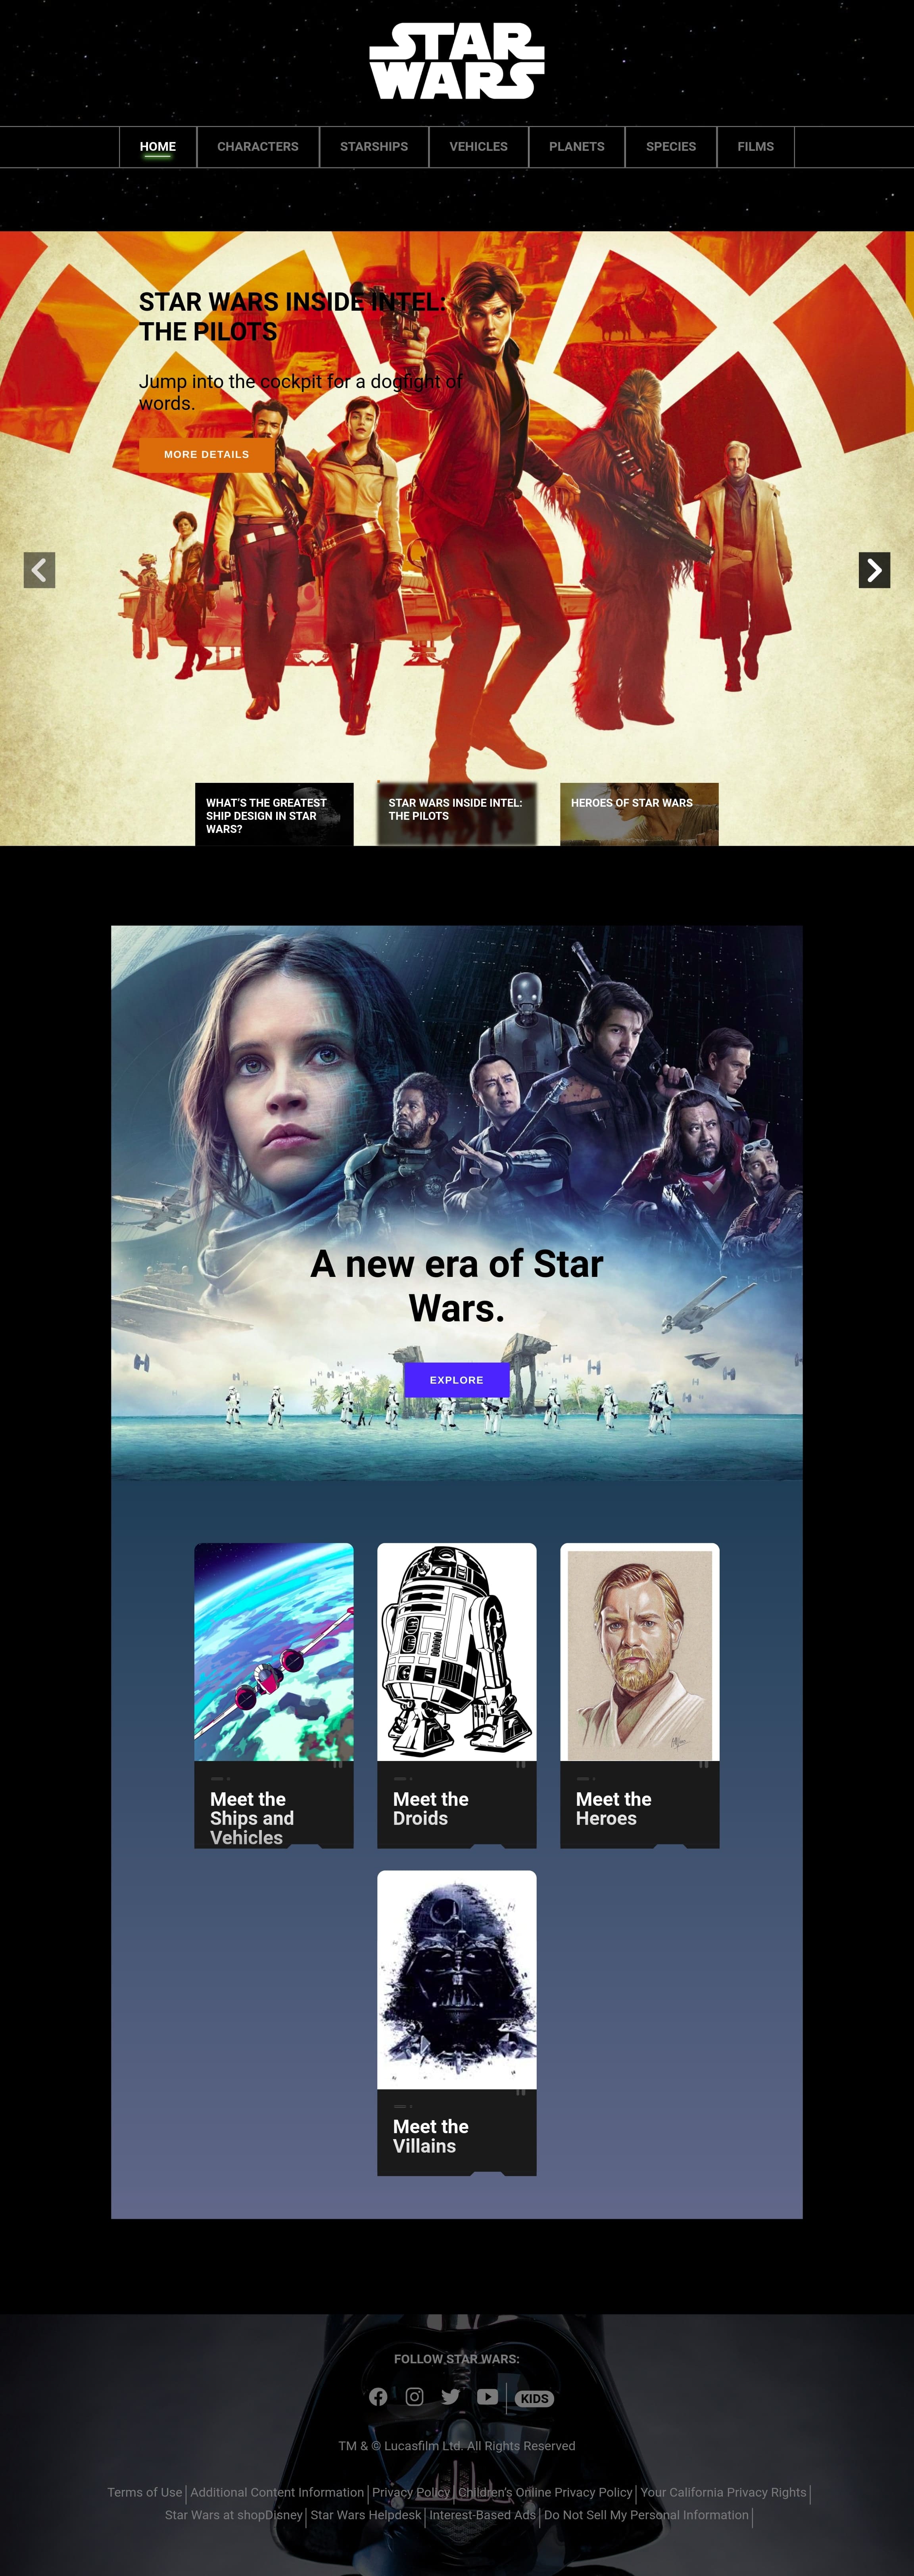 STAR
WARS
HOME
CHARACTERS
STARSHIPS
VEHICLES
PLANETS
SPECIES
FILMS
STAR WARS INSIDE INTEL:
THE PILOTS
Jump into the cockpit for a dogfight of
words.
MORE DETAILS
WHAT'S THE GREATEST
SHIP DESIGN IN STAR
WARS?
STAR WARS INSIDE INTEL:
THE PILOTS
HEROES OF STAR WARS
A new era of Star
Wars.
EXPLORE
Meet the
Ships and
Vehicles
Meet the
Droids
Meet the
Heroes
Meet the
Villains
FOLLOW STAR WARS:
KIDS
TM & © Lucasfilm Ltd. All Rights Reserved
Terms of Use | Additional Content Information | Privacy Policy | Children's Online Privacy Policy | Your California Privacy Rights |
Star Wars at shopDisney | Star Wars Helpdesk | Interest-Based Ads | Do Not Sell My Personal Information |